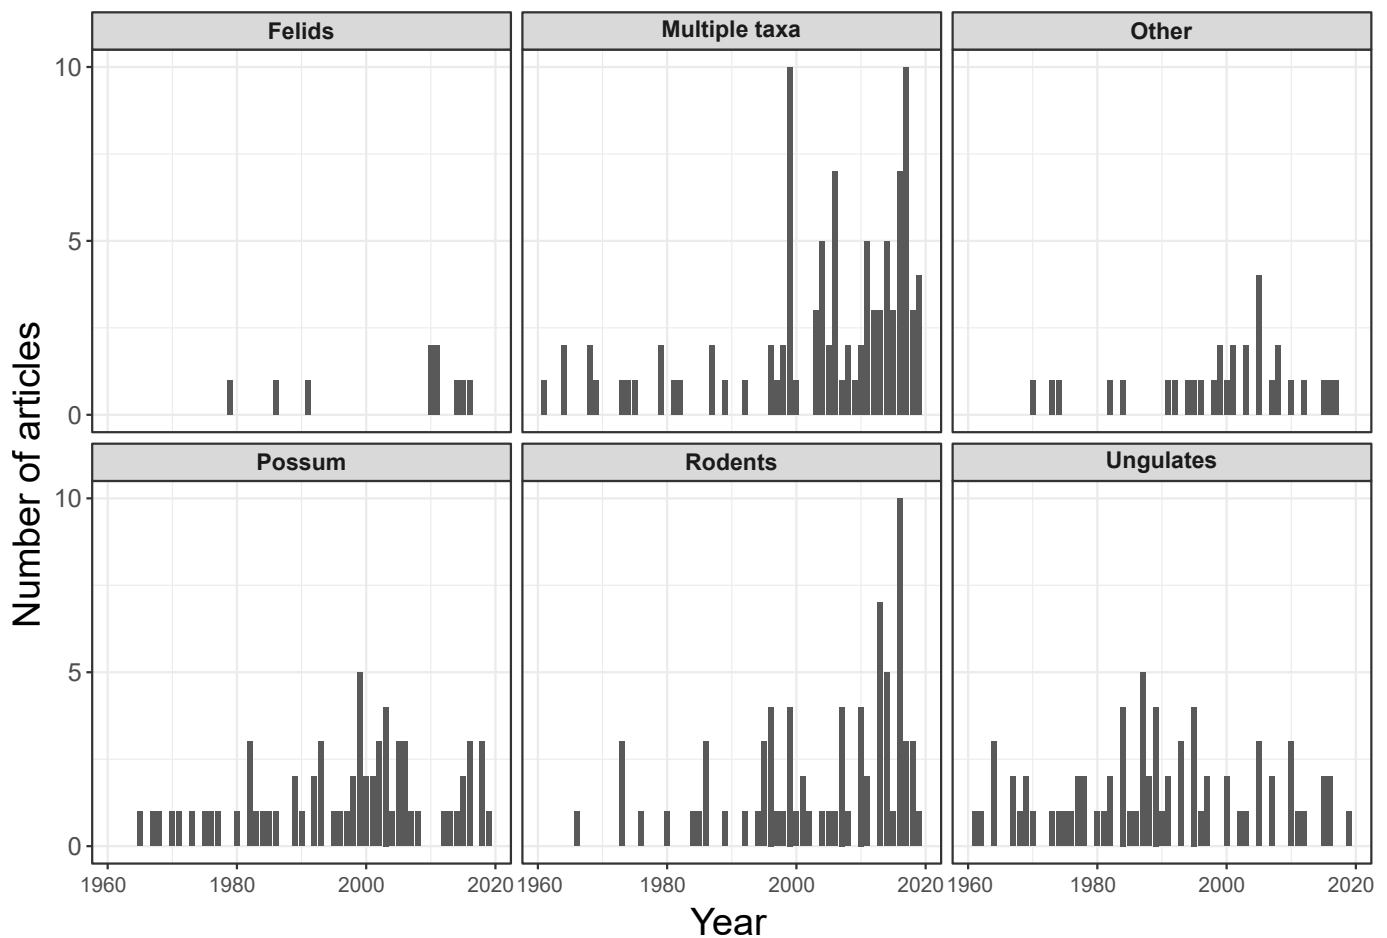 Felids
Multiple taxa
Other
10
5
0
Possum
Rodents
Ungulates
10
5
0
1960
1980
2000
2020
1960
1980
2000
2020
1960
1980
2000
2020
Number of articles
Year